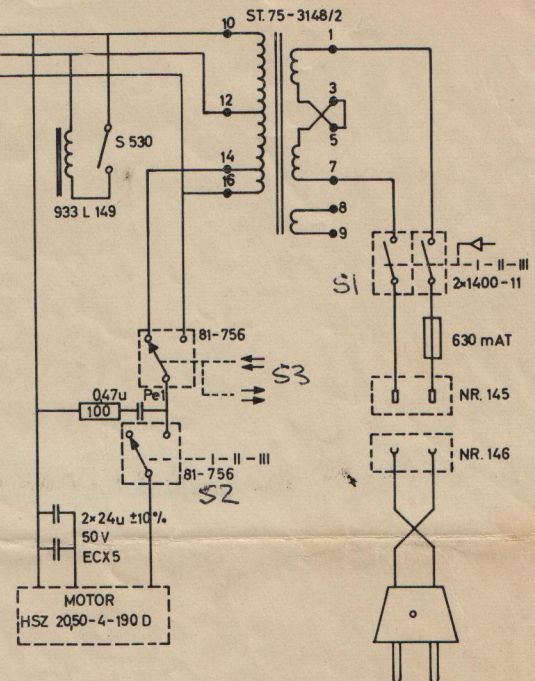 ST. 75-3148/2
10
1
12
3
5
S 530
14
16
7
933 L 149
8
9
S1
I-II-III
2×1400-11
81-756
630 mAT
S3
0,47u
Pe1
100
NR. 145
NR. 146
I-II-III
81-756
S2
2×24u ±10%
50V
ECX5
MOTOR
HSZ 20,50-4-190 D